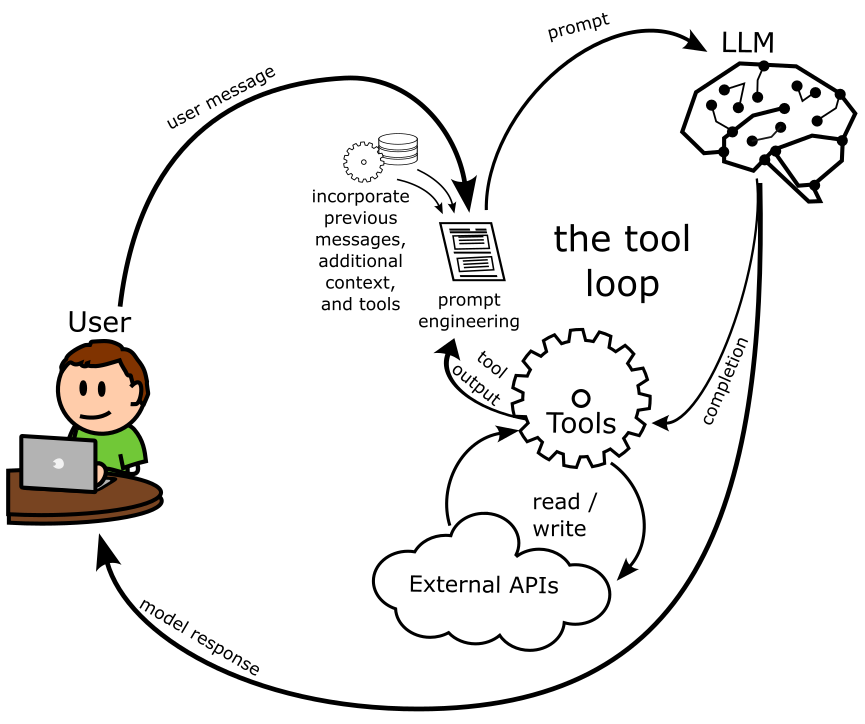 prompt
LLM
user message
incorporate
previous
messages,
additional
context,
and tools
the tool
loop
prompt
engineering
User
tool
output
completion
Tools
read /
write
External APIs
model response